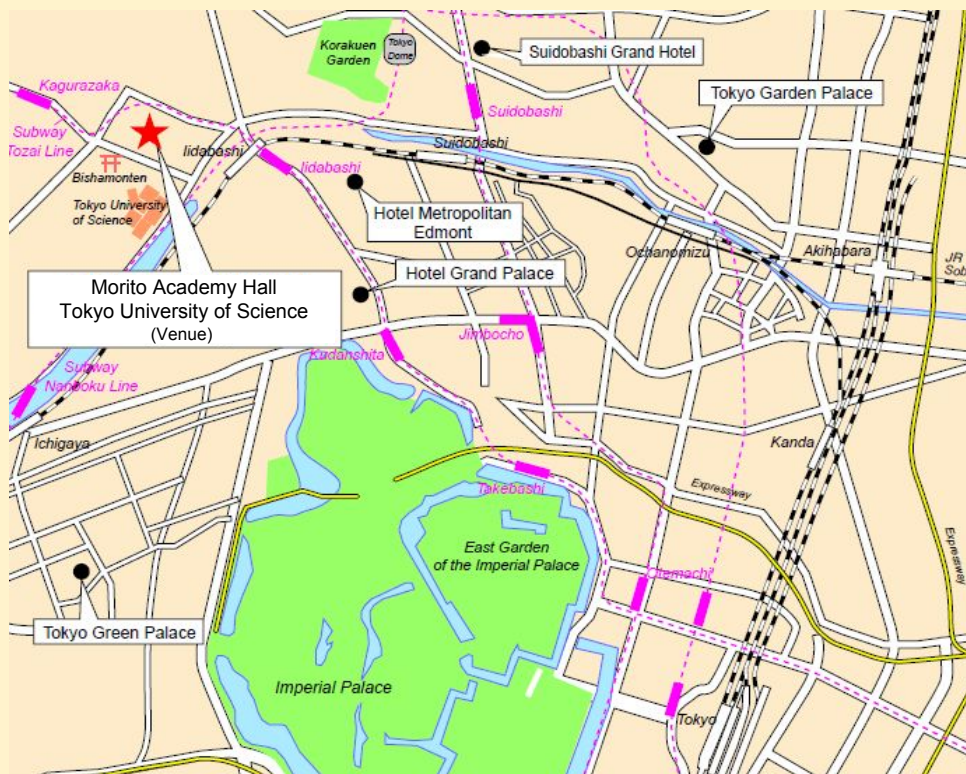 Korakuen
Garden
Tokyo
Dome
Suidobashi Grand Hotel
Kagurazaka
Subway
Tozai Line
Suidobashi
Tokyo Garden Palace
Iidabashi
Suidobashi
Iidabashi
Bishamonten
Tokyo University
of Science
Hotel Metropolitan
Edmont
Ochanomizu
Akihabara
JR
Sob
Hotel Grand Palace
Morito Academy Hall
Tokyo University of Science
(Venue)
Jimbocho
Kudanshita
Subway
Nanboku Line
Ichigaya
Kanda
Takebashi
Expressway
Expressway
East Garden
of the Imperial Palace
Otemachi
Tokyo Green Palace
Imperial Palace
Tokyo